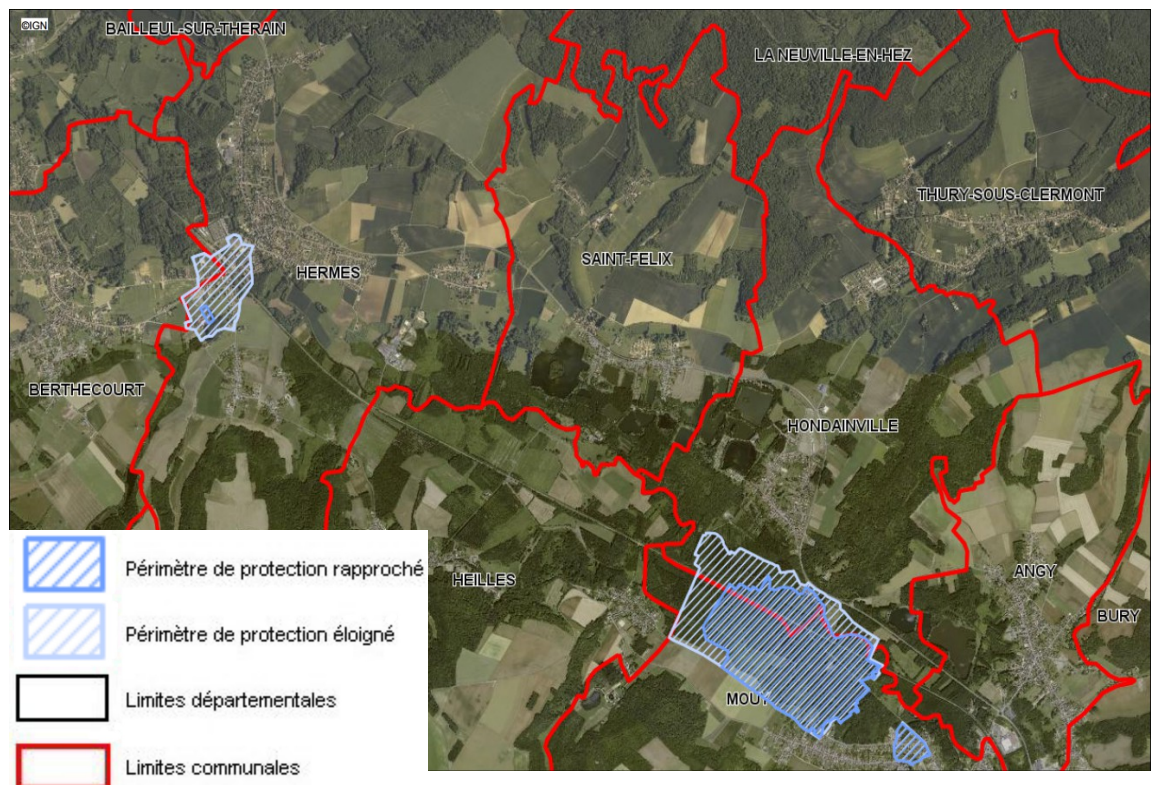 ©IGN
BAILLEUL-SUR-THERAIN
LA NEUVILLE-EN-HEZ
THURY-SOUS-CLERMONT
SAINT-FELIX
HERMES
BERTHECOURT
HONDAINVILLE
HEILLES
ANGY
BURY
MOUY
Périmètre de protection rapproché
Périmètre de protection éloigné
Limites départementales
Limites communales